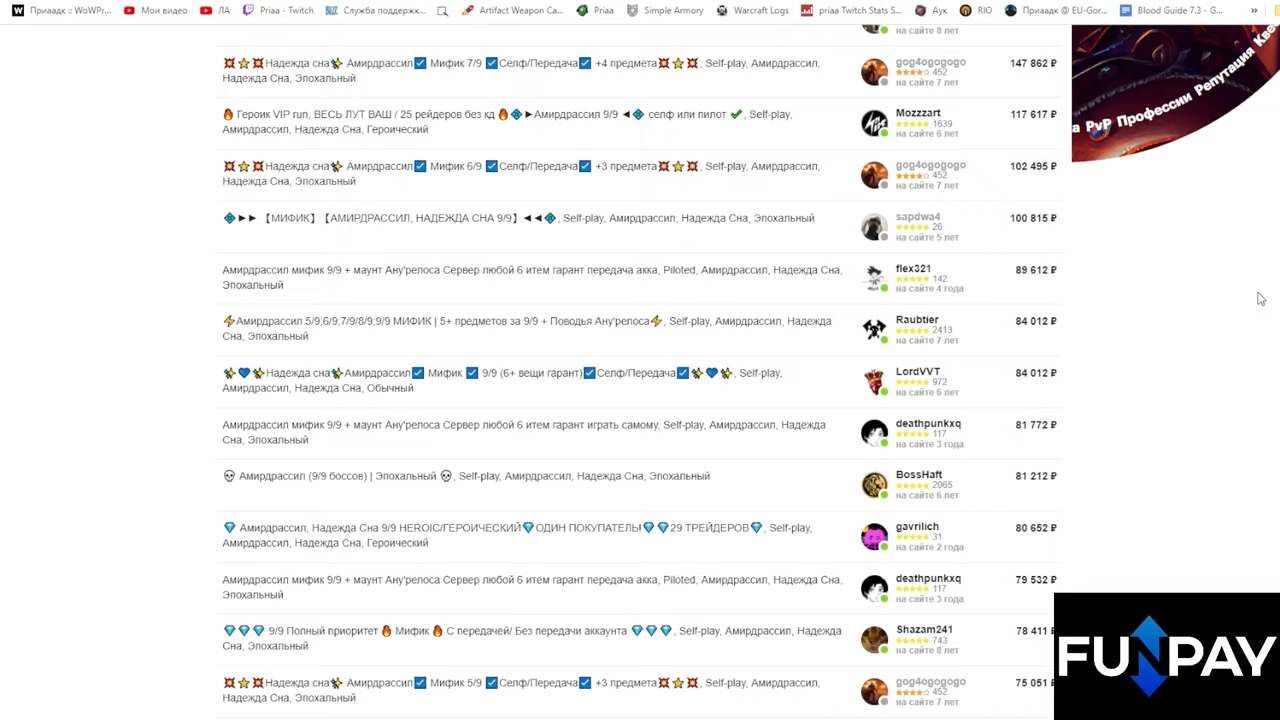 Приаадк :: WoWPr...
Мои видео
ЛА
Priaa - Twitch
Служба поддержк...
Artifact Weapon Ca...
Priaa
Simple Armory
Warcraft Logs
priaa Twitch Stats S...
Аук
RIO
Приаадк @ EU-Gor...
Blood Guide 7.3 - G...
»
на сайте 8 лет
💥⭐💥Надежда сна✨ Амирдрассил☑ Мифик 7/9 ☑Селф/Передача☑ +4 предмета💥⭐💥, Self-play, Амирдрассил,
Надежда Сна, Эпохальный
gog4ogogogo
452
на сайте 7 лет
147 862 ₽
🔥 Героик VIP run, ВЕСЬ ЛУТ ВАШ / 25 рейдеров без кд 🔥💠►Амирдрассил 9/9 ◄💠 селф или пилот ✔, Self-play,
Амирдрассил, Надежда Сна, Героический
Mozzzart
1639
на сайте 6 лет
117 617 ₽
💥⭐💥Надежда сна✨ Амирдрассил☑ Мифик 6/9 ☑Селф/Передача☑ +3 предмета💥⭐💥, Self-play, Амирдрассил,
Надежда Сна, Эпохальный
gog4ogogogo
452
на сайте 7 лет
102 495 ₽
💠►► 【МИФИК】【АМИРДРАССИЛ, НАДЕЖДА СНА 9/9】◄◄💠, Self-play, Амирдрассил, Надежда Сна, Эпохальный
sapdwa4
26
на сайте 5 лет
100 815 ₽
Амирдрассил мифик 9/9 + маунт Ану'релоса Сервер любой 6 итем гарант передача акка, Piloted, Амирдрассил, Надежда Сна,
Эпохальный
flex321
142
на сайте 4 года
89 612 ₽
⚡Амирдрассил 5/9;6/9;7/9/8/9;9/9 МИФИК | 5+ предметов за 9/9 + Поводья Ану'релоса⚡, Self-play, Амирдрассил, Надежда
Сна, Эпохальный
Raubtier
2413
на сайте 7 лет
84 012 ₽
✨💙✨Надежда сна✨Амирдрассил☑ Мифик ☑ 9/9 (6+ вещи гарант)☑Селф/Передача☑✨💙✨, Self-play,
Амирдрассил, Надежда Сна, Обычный
LordVVT
972
на сайте 6 лет
84 012 ₽
Амирдрассил мифик 9/9 + маунт Ану'релоса Сервер любой 6 итем гарант играть самому, Self-play, Амирдрассил, Надежда
Сна, Эпохальный
deathpunkxq
117
на сайте 3 года
81 772 ₽
💀 Амирдрассил (9/9 боссов) | Эпохальный 💀, Self-play, Амирдрассил, Надежда Сна, Эпохальный
BossHaft
2065
на сайте 6 лет
81 212 ₽
💎 Амирдрассил, Надежда Сна 9/9 HEROIC/ГЕРОИЧЕСКИЙ💎ОДИН ПОКУПАТЕЛЬ!💎💎29 ТРЕЙДЕРОВ💎, Self-play,
Амирдрассил, Надежда Сна, Героический
gavrilich
31
на сайте 2 года
80 652 ₽
Амирдрассил мифик 9/9 + маунт Ану'релоса Сервер любой 6 итем гарант передача акка, Piloted, Амирдрассил, Надежда Сна,
Эпохальный
deathpunkxq
117
на сайте 3 года
79 532 ₽
💎💎💎 9/9 Полный приоритет 🔥 Мифик 🔥 С передачей/ Без передачи аккаунта 💎💎💎, Self-play, Амирдрассил, Надежда
Сна, Эпохальный
Shazam241
743
на сайте 8 лет
78 411 ₽
💥⭐💥Надежда сна✨ Амирдрассил☑ Мифик 5/9 ☑Селф/Передача☑ +3 предмета💥⭐💥, Self-play, Амирдрассил,
Надежда Сна, Эпохальный
gog4ogogogo
452
на сайте 7 лет
75 051 ₽
а PvP Профессии Репутация Кве
FUNPAY